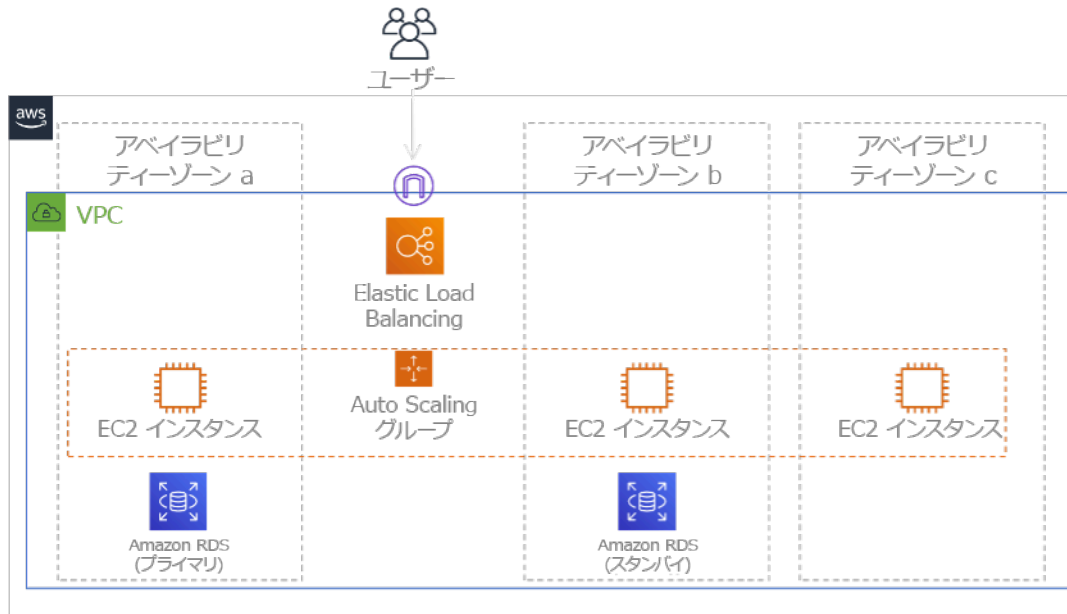 ユーザー
aws
アベイラビリ
ティーゾーン a
アベイラビリ
ティーゾーン b
アベイラビリ
ティーゾーン c
VPC
Elastic Load
Balancing
EC2 インスタンス
Auto Scaling
グループ
EC2 インスタンス
EC2 インスタンス
Amazon RDS
(プライマリ)
Amazon RDS
(スタンバイ)